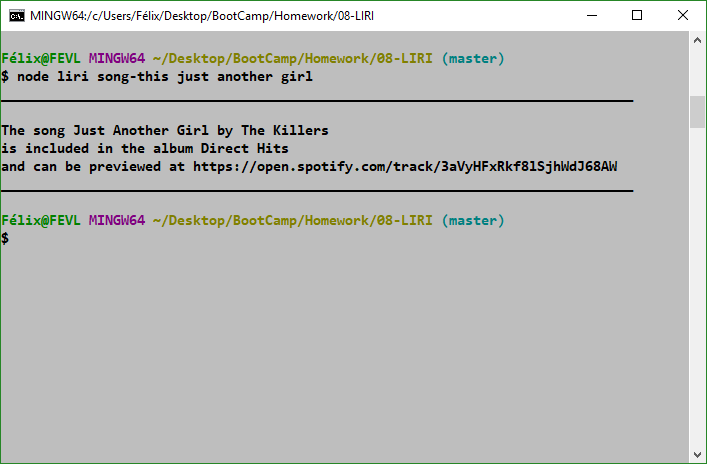 MINGW64:/c/Users/Félix/Desktop/BootCamp/Homework/08-LIRI
Félix@FEVL MINGW64 ~/Desktop/BootCamp/Homework/08-LIRI (master)
$ node liri song-this just another girl
The song Just Another Girl by The Killers
is included in the album Direct Hits
and can be previewed at https://open.spotify.com/track/3aVyHFxRkf8lSjhWdJ68AW
Félix@FEVL MINGW64 ~/Desktop/BootCamp/Homework/08-LIRI (master)
$